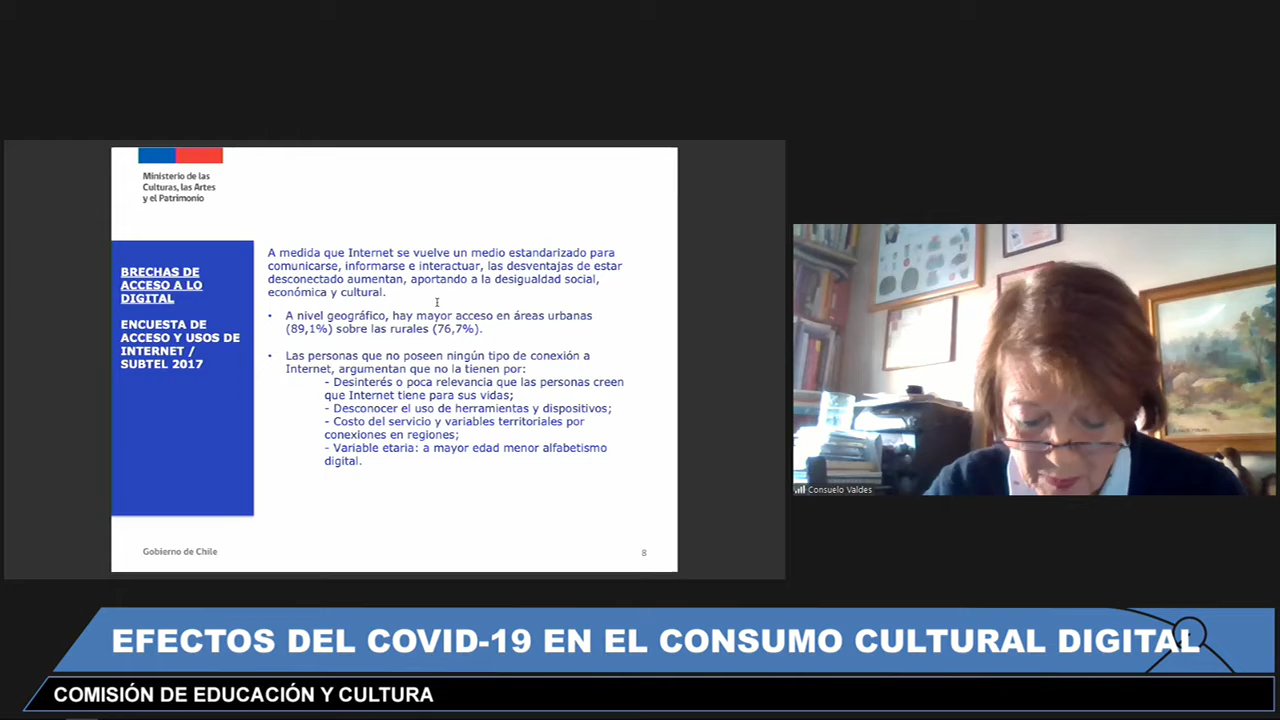 Ministerio de las
Culturas, las Artes
y el Patrimonio
BRECHAS DE
ACCESO A LO
DIGITAL
ENCUESTA DE
ACCESO Y USOS DE
INTERNET /
SUBTEL 2017
A medida que Internet se vuelve un medio estandarizado para
comunicarse, informarse e interactuar, las desventajas de estar
desconectado aumentan, aportando a la desigualdad social,
económica y cultural.
• A nivel geográfico, hay mayor acceso en áreas urbanas
(89,1%) sobre las rurales (76,7%).
• Las personas que no poseen ningún tipo de conexión a
Internet, argumentan que no la tienen por:
- Desinterés o poca relevancia que las personas creen
que Internet tiene para sus vidas;
- Desconocer el uso de herramientas y dispositivos;
- Costo del servicio y variables territoriales por
conexiones en regiones;
- Variable etaria: a mayor edad menor alfabetismo
digital.
Gobierno de Chile
8
Consuelo Valdes
EFECTOS DEL COVID-19 EN EL CONSUMO CULTURAL DIGITAL
COMISIÓN DE EDUCACIÓN Y CULTURA